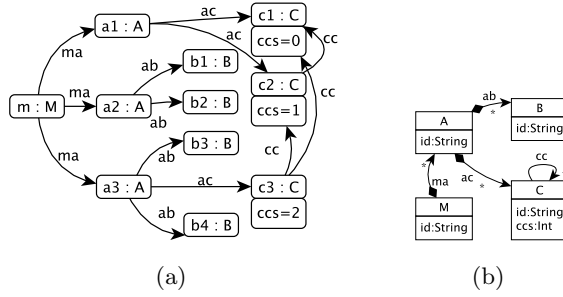 a1 : A
ac
c1 : C
ccs=0
ac
cc
ma
ab
b1 : B
c2 : C
ccs=1
m : M
ma
a2 : A
b2 : B
ab
cc
b3 : B
ab
ma
cc
a3 : A
ac
c3 : C
ccs=2
ab
b4 : B
(a)
ab
*
A
id:String
B
id:String
cc
*
ma
ac
*
C
id:String
ccs:Int
M
id:String
(b)